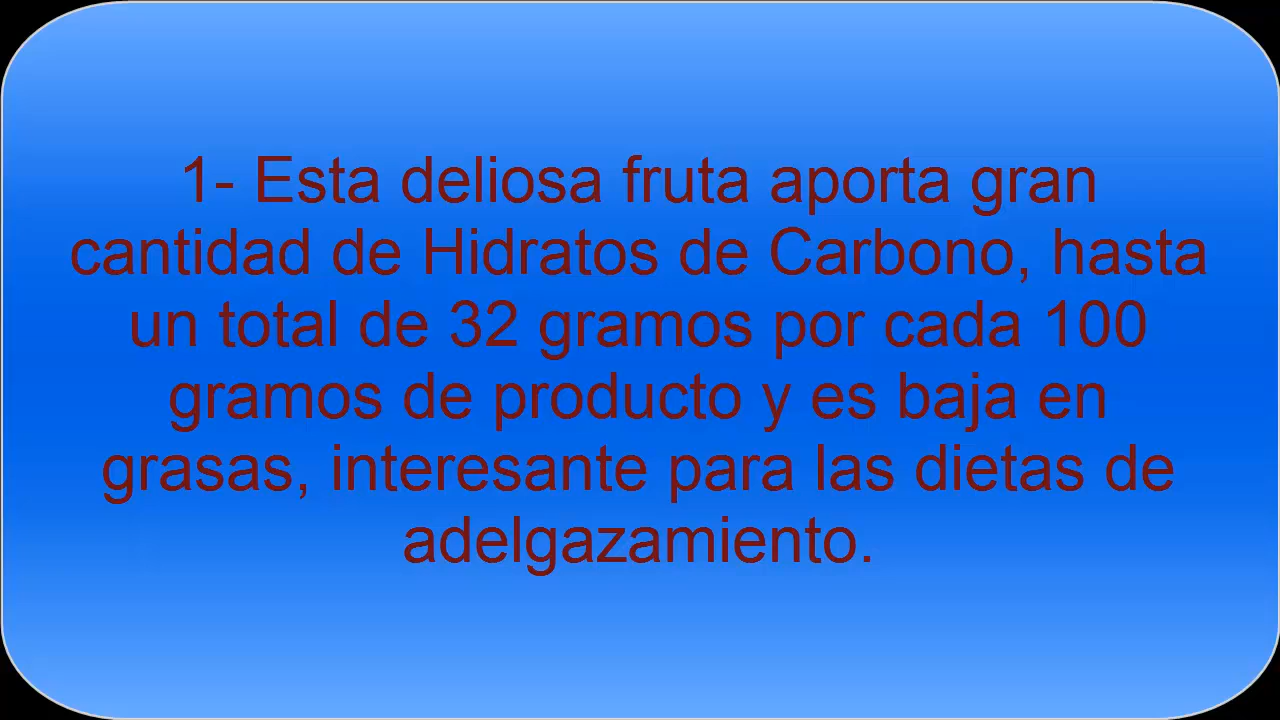 1- Esta deliosa fruta aporta gran
cantidad de Hidratos de Carbono, hasta
un total de 32 gramos por cada 100
gramos de producto y es baja en
grasas, interesante para las dietas de
adelgazamiento.